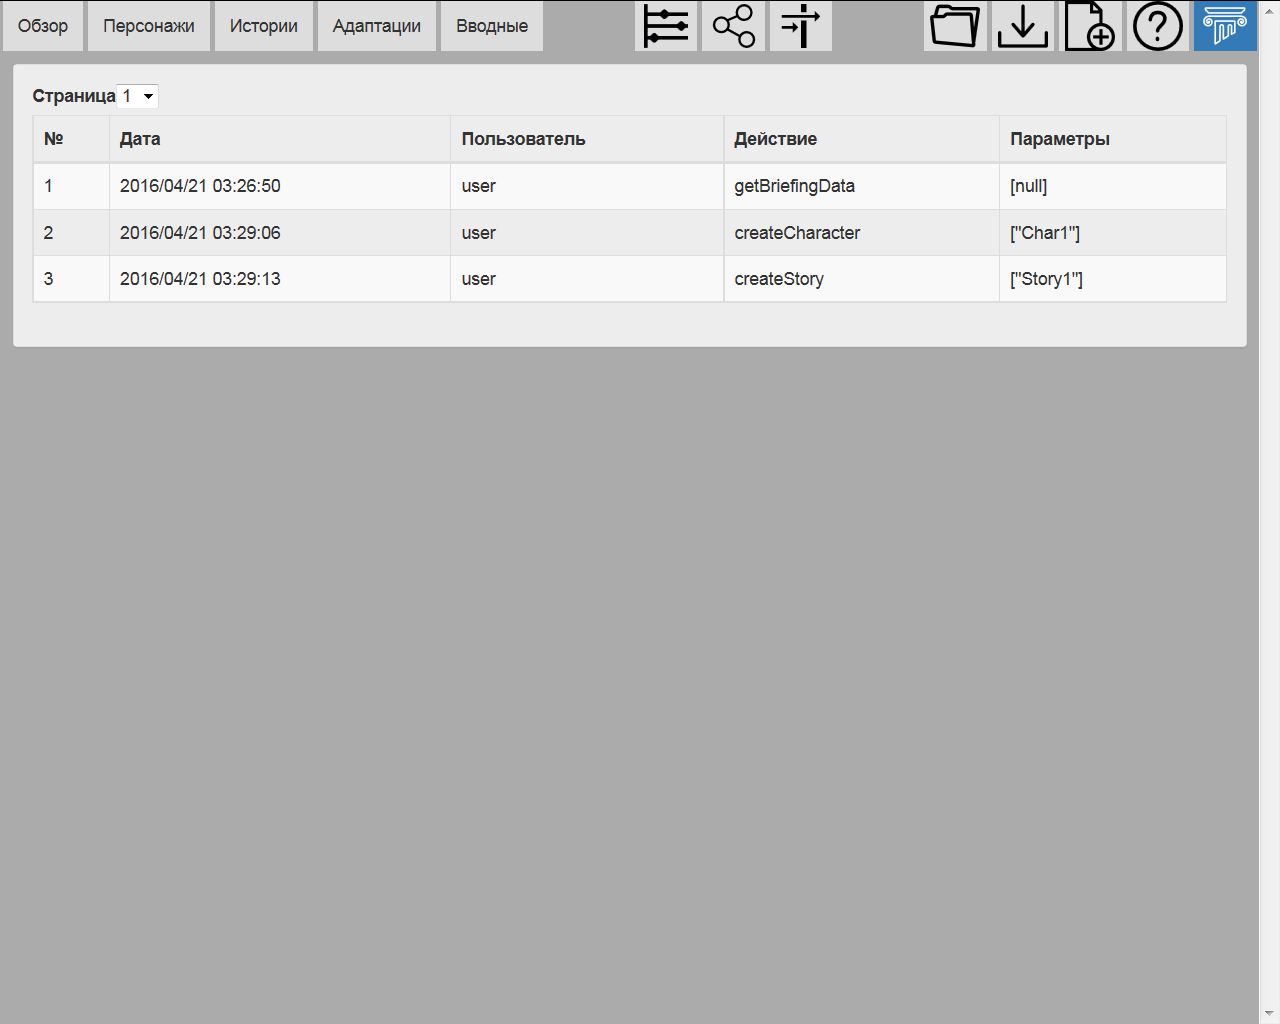 Обзор Персонажи Истории Адаптации Вводные
Страница 1
№ Дата Пользователь Действие Параметры
1 2016/04/21 03:26:50 user getBriefingData [null]
2 2016/04/21 03:29:06 user createCharacter ["Char1"]
3 2016/04/21 03:29:13 user createStory ["Story1"]